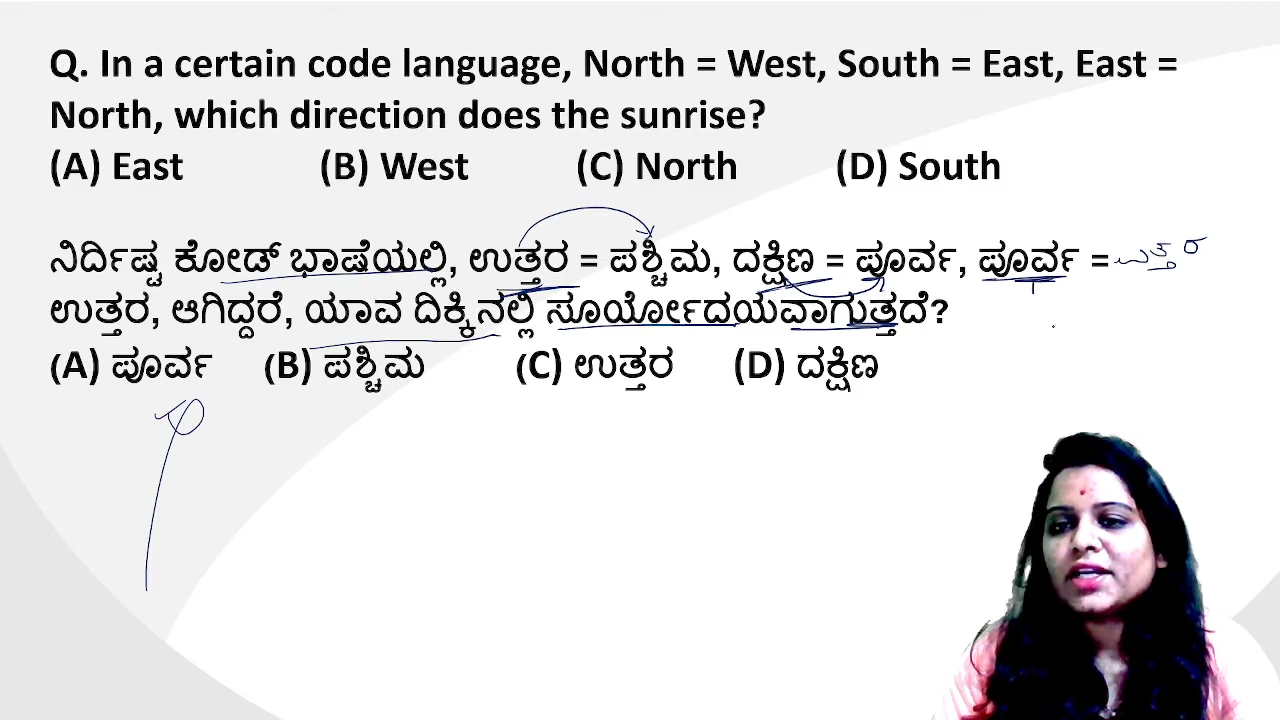 Q. In a certain code language, North = West, South = East, East =
North, which direction does the sunrise?
(A) East (B) West (C) North (D) South
ನಿರ್ದಿಷ್ಟ ಕೋಡ್ ಭಾಷೆಯಲ್ಲಿ, ಉತ್ತರ = ಪಶ್ಚಿಮ, ದಕ್ಷಿಣ = ಪೂರ್ವ, ಪೂರ್ವ = ಉತ್ತರ
ಉತ್ತರ, ಆಗಿದ್ದರೆ, ಯಾವ ದಿಕ್ಕಿನಲ್ಲಿ ಸೂರ್ಯೋದಯವಾಗುತ್ತದೆ?
(A) ಪೂರ್ವ (B) ಪಶ್ಚಿಮ (C) ಉತ್ತರ (D) ದಕ್ಷಿಣ